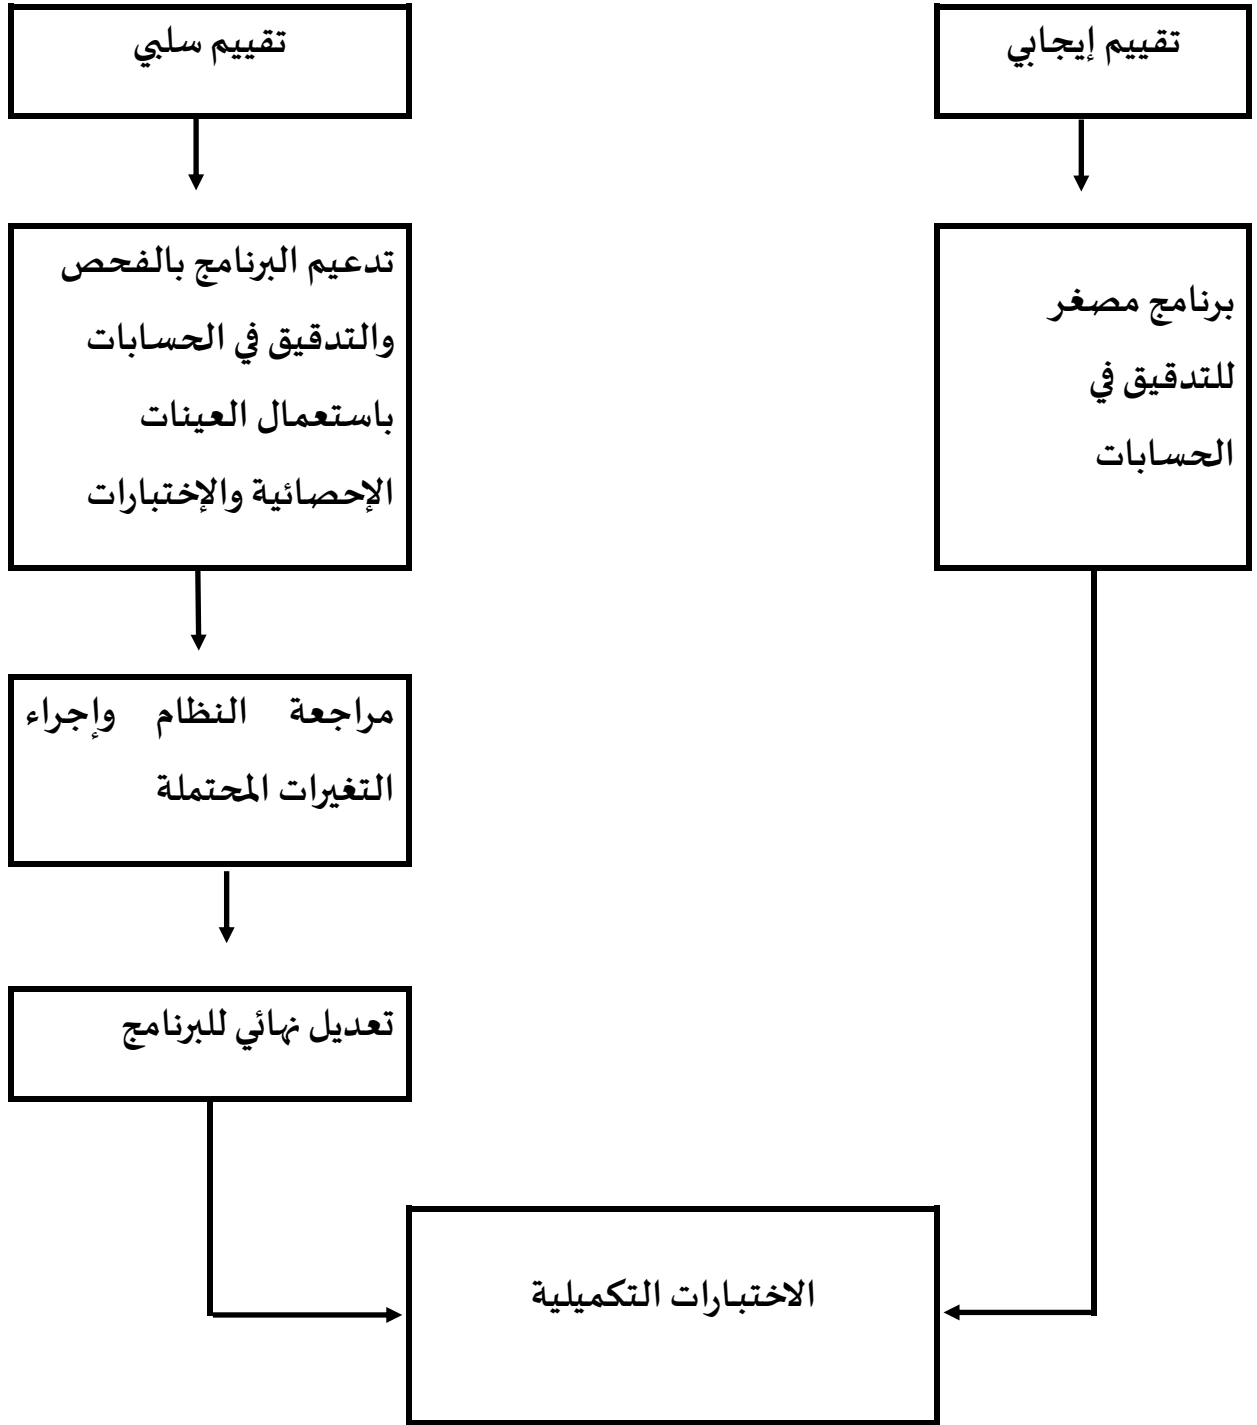 تقييم إيجابي
تقييم سلبي
برنامج مصغر
للتدقيق في
الحسابات
تدعيم البرنامج بالفحص
والتدقيق في الحسابات
باستعمال العينات
الإحصائية والإختبارات
مراجعة النظام وإجراء
التغيرات المحتملة
تعديل نهائي للبرنامج
الاختبارات التكميلية